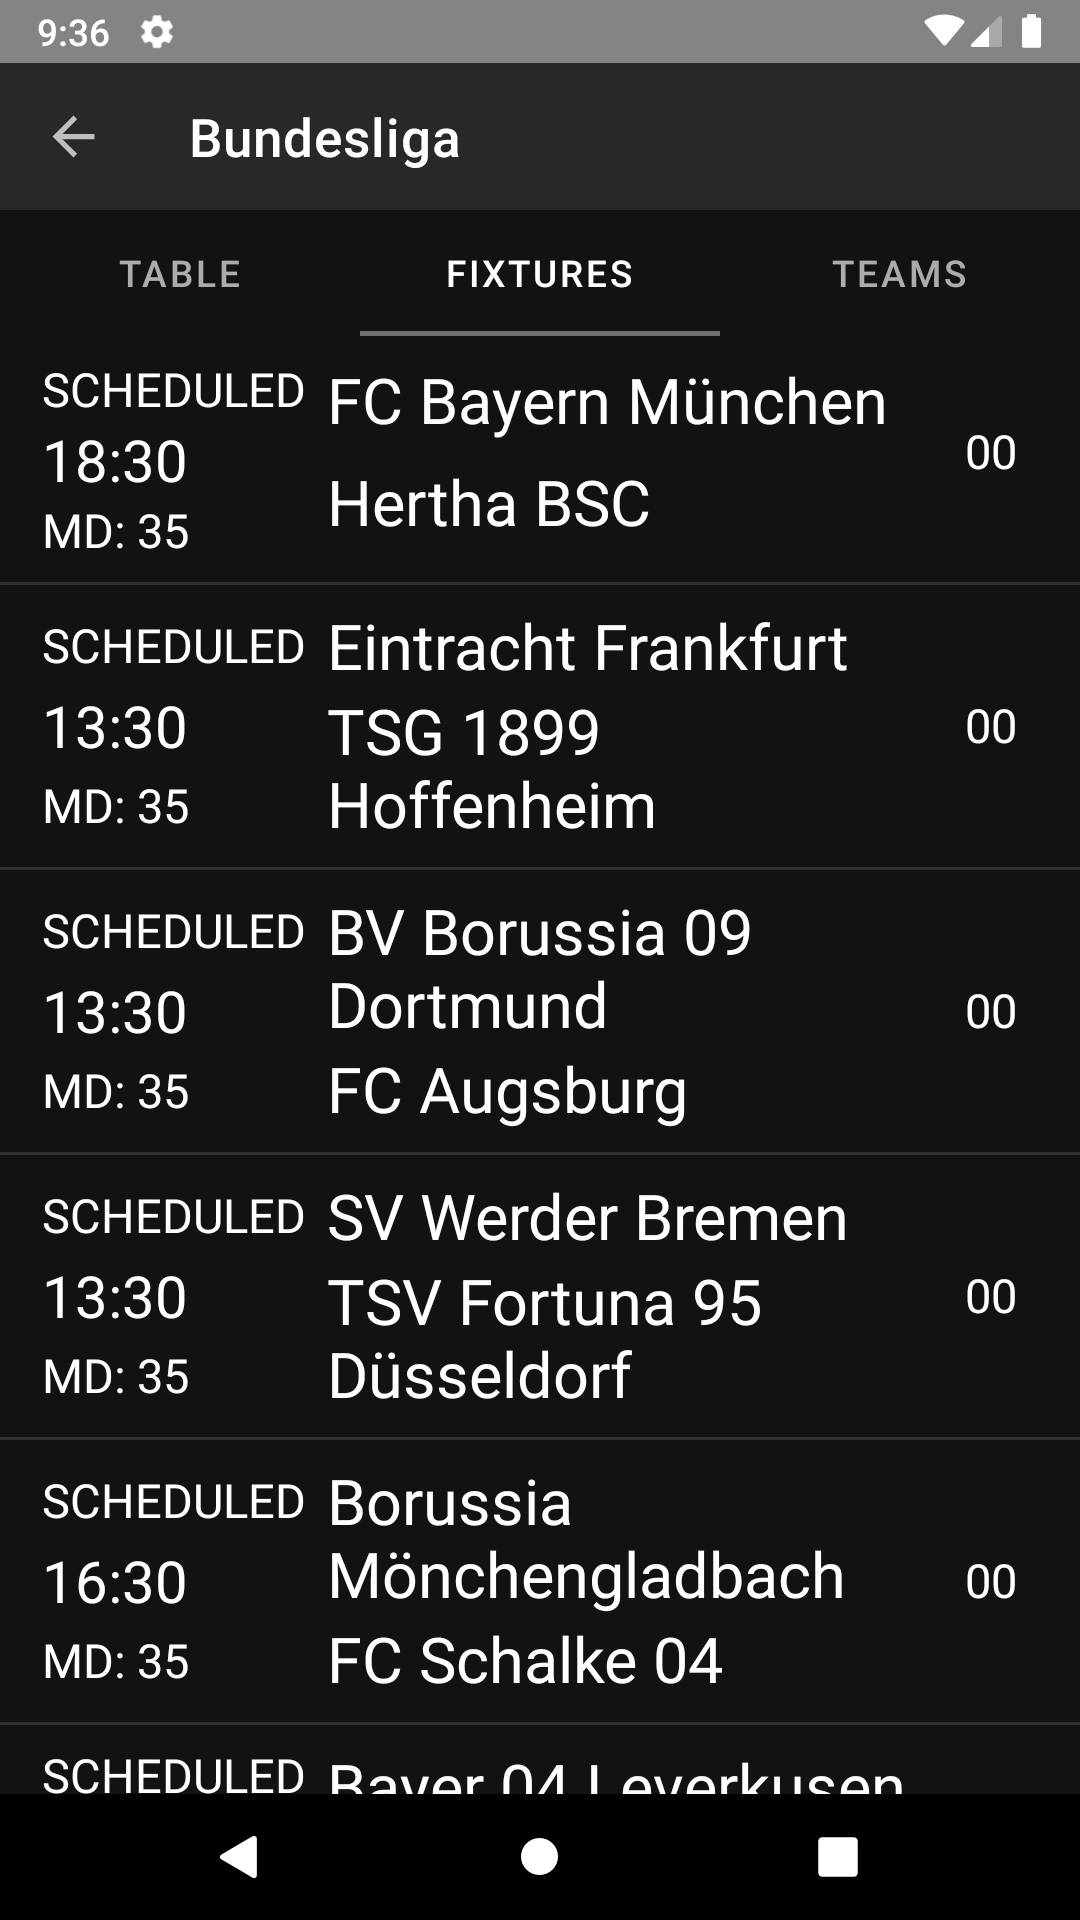 9:36
Bundesliga
TABLE FIXTURES TEAMS
SCHEDULED
18:30
MD: 35
FC Bayern München
Hertha BSC
00
SCHEDULED
13:30
MD: 35
Eintracht Frankfurt
TSG 1899
Hoffenheim
00
SCHEDULED
13:30
MD: 35
BV Borussia 09
Dortmund
FC Augsburg
00
SCHEDULED
13:30
MD: 35
SV Werder Bremen
TSV Fortuna 95
Düsseldorf
00
SCHEDULED
16:30
MD: 35
Borussia
Mönchengladbach
FC Schalke 04
00
SCHEDULED
Bayer 04 Leverkusen